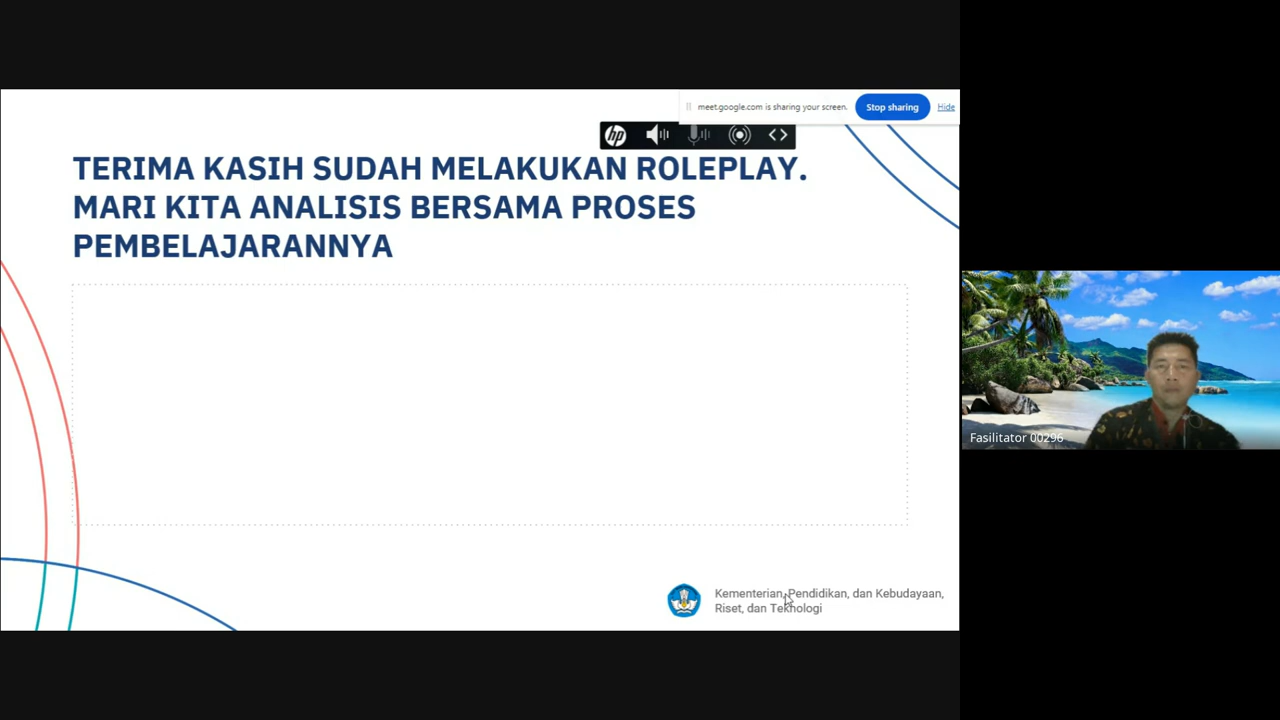 meet.google.com is sharing your screen.
Stop sharing
Hide
hp
TERIMA KASIH SUDAH MELAKUKAN ROLEPLAY.
MARI KITA ANALISIS BERSAMA PROSES
PEMBELAJARANNYA
Fasilitator 00296
Kementerian, Pendidikan, dan Kebudayaan,
Riset, dan Teknologi